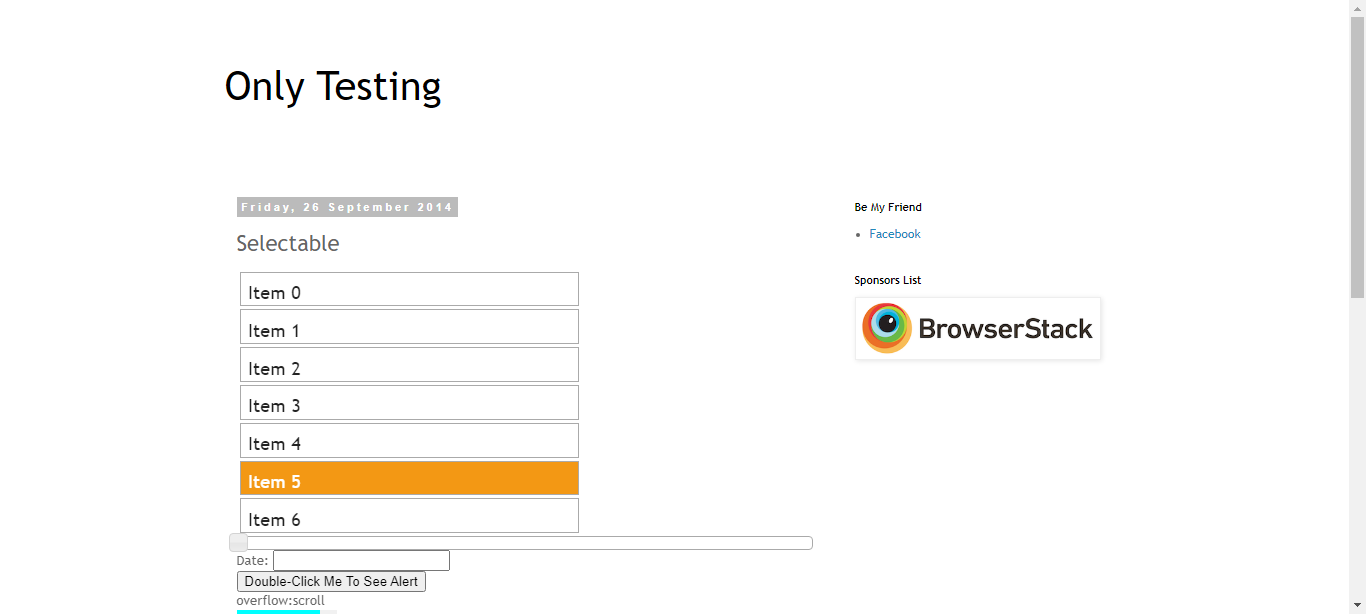 Only Testing
Friday, 26 September 2014
Selectable
Item 0
Item 1
Item 2
Item 3
Item 4
Item 5
Item 6
Date:
Double-Click Me To See Alert
overflow:scroll
Be My Friend
Facebook
Sponsors List
BrowserStack